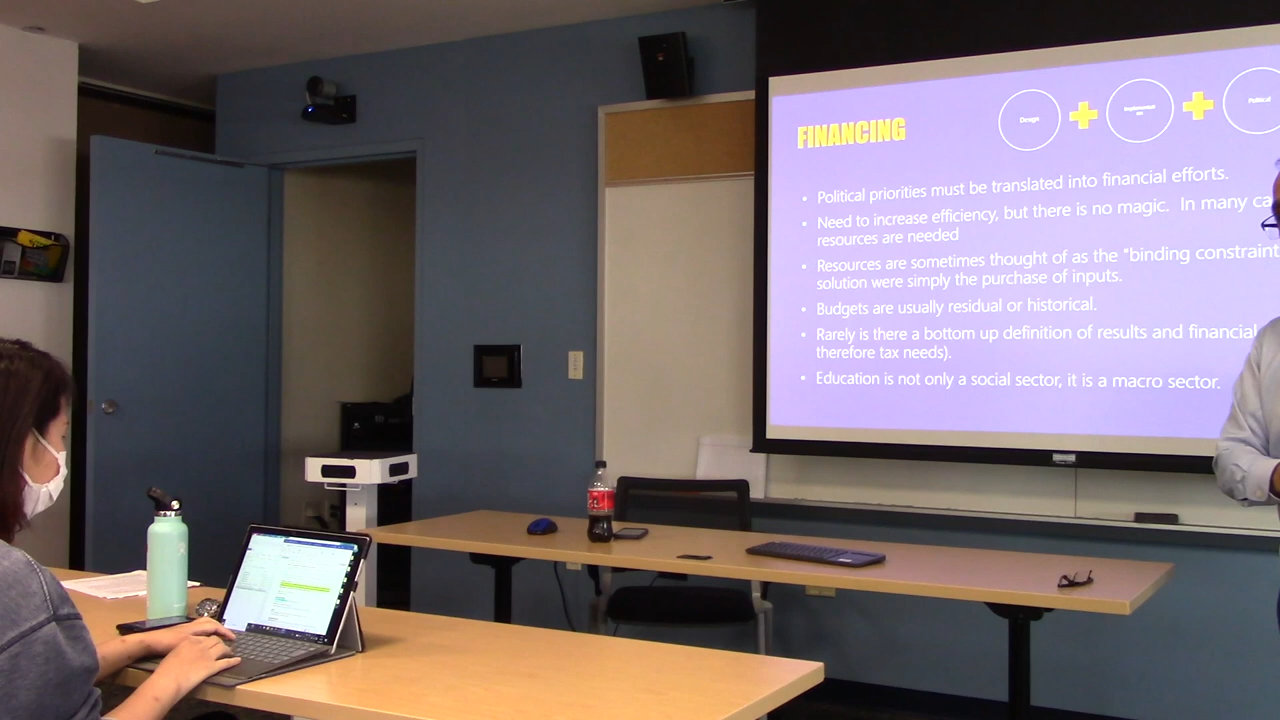 Design
Political
FINANCING
• Political priorities must be translated into financial efforts.
• Need to increase efficiency, but there is no magic. In many ca
resources are needed
• Resources are sometimes thought of as the "binding constraint
solution were simply the purchase of inputs.
• Budgets are usually residual or historical.
• Rarely is there a bottom up definition of results and financial
therefore tax needs).
• Education is not only a social sector, it is a macro sector.